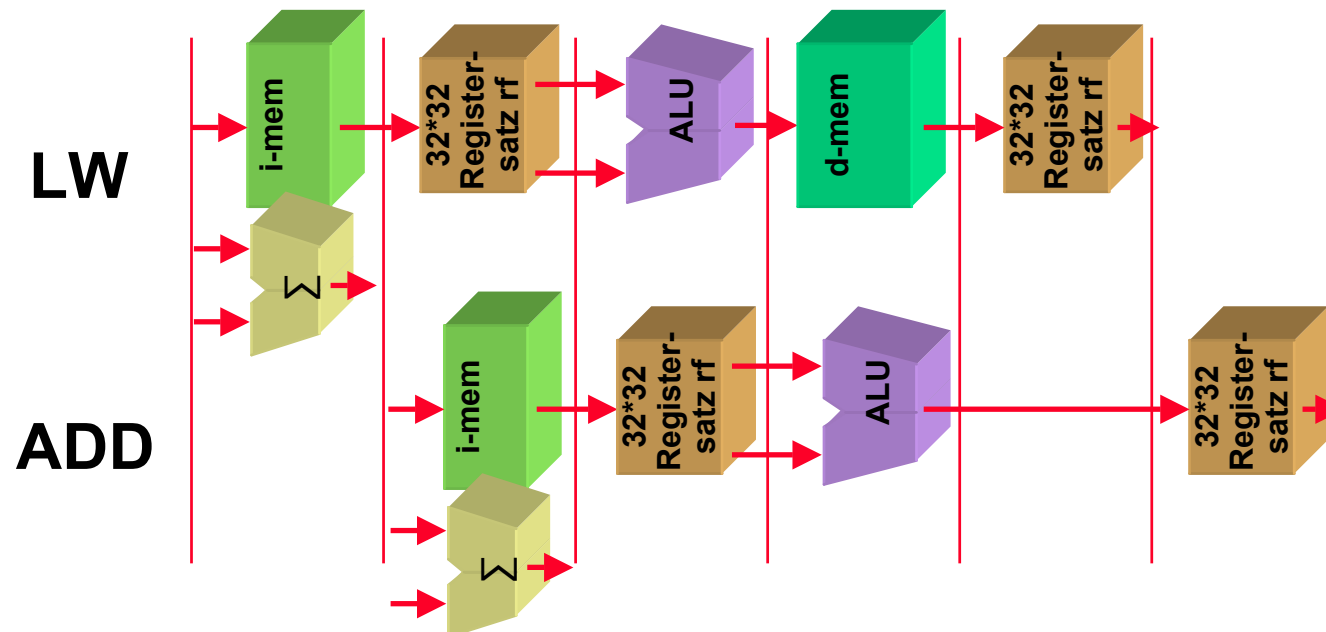 LW
i-mem
32*32
Register-
satz rf
ALU
d-mem
32*32
Register-
satz rf
Σ
ADD
i-mem
32*32
Register-
satz rf
ALU
32*32
Register-
satz rf
Σ